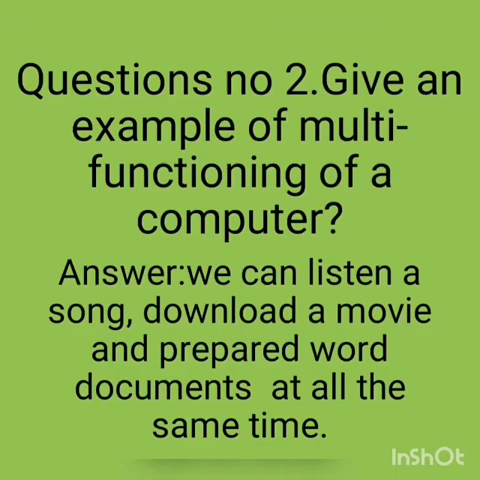 Questions no 2.Give an
example of multi-
functioning of a
computer?
Answer:we can listen a
song, download a movie
and prepared word
documents at all the
same time.
InShOt